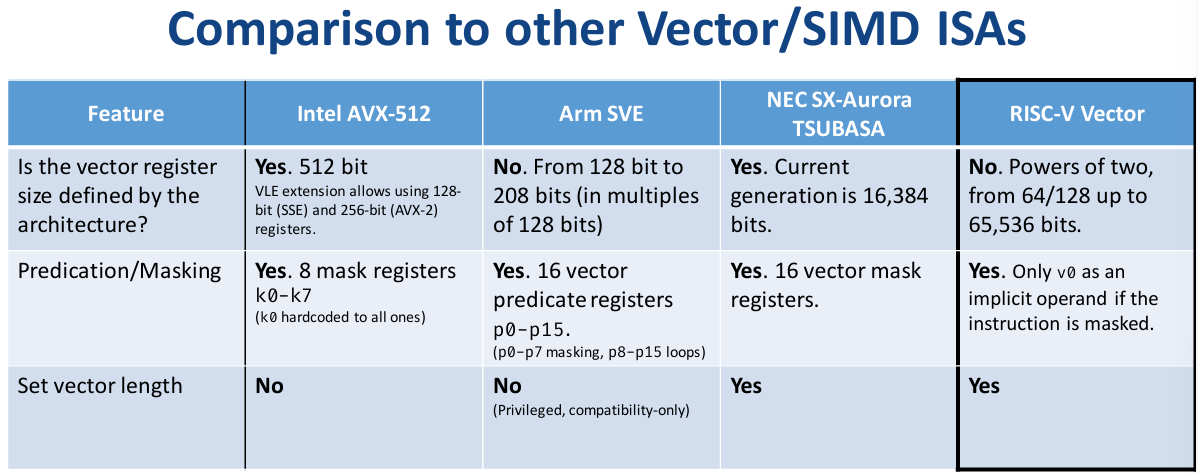 Comparison to other Vector/SIMD ISAs
Feature
Intel AVX-512
Arm SVE
NEC SX-Aurora
TSUBASA
RISC-V Vector
Is the vector register
size defined by the
architecture?
Yes. 512 bit
VLE extension allows using 128-
bit (SSE) and 256-bit (AVX-2)
registers.
No. From 128 bit to
208 bits (in multiples
of 128 bits)
Yes. Current
generation is 16,384
bits.
No. Powers of two,
from 64/128 up to
65,536 bits.
Predication/Masking
Yes. 8 mask registers
k0-k7
(k0 hardcoded to all ones)
Yes. 16 vector
predicate registers
p0-p15.
(p0-p7 masking, p8-p15 loops)
Yes. 16 vector mask
registers.
Yes. Only v0 as an
implicit operand if the
instruction is masked.
Set vector length
No
No
(Privileged, compatibility-only)
Yes
Yes